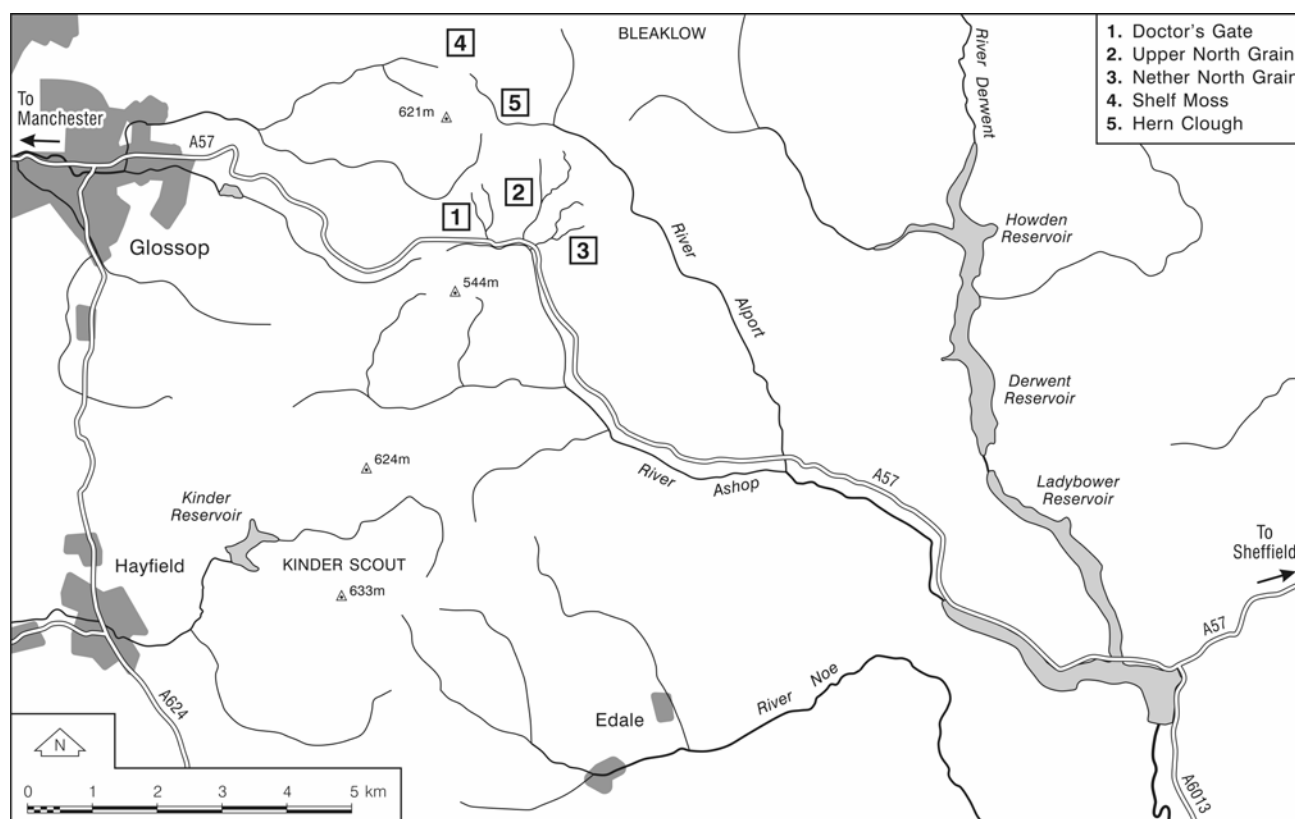 BLEAKLOW
4
5
621m
To
Manchester
A57
River Derwent
1. Doctor's Gate
2. Upper North Grain
3. Nether North Grain
4. Shelf Moss
5. Hern Clough
2
1
3
River
Alport
Howden
Reservoir
Glossop
544m
Derwent
Reservoir
624m
River
Ashop
A57
Ladybower
Reservoir
Kinder
Reservoir
To
Sheffield
Hayfield
KINDER SCOUT
633m
A57
A624
Edale
River Noe
N
A6013
0 1 2 3 4 5 km